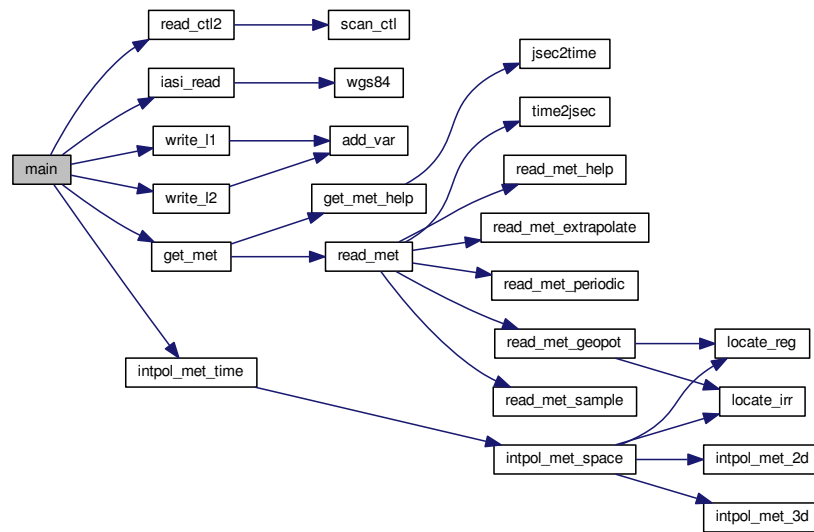 main
read_ctl2
scan_ctl
iasi_read
wgs84
write_l1
add_var
write_l2
get_met
get_met_help
jsec2time
read_met
time2jsec
read_met_help
read_met_extrapolate
read_met_periodic
read_met_geopot
locate_reg
locate_irr
read_met_sample
intpol_met_time
intpol_met_space
intpol_met_2d
intpol_met_3d